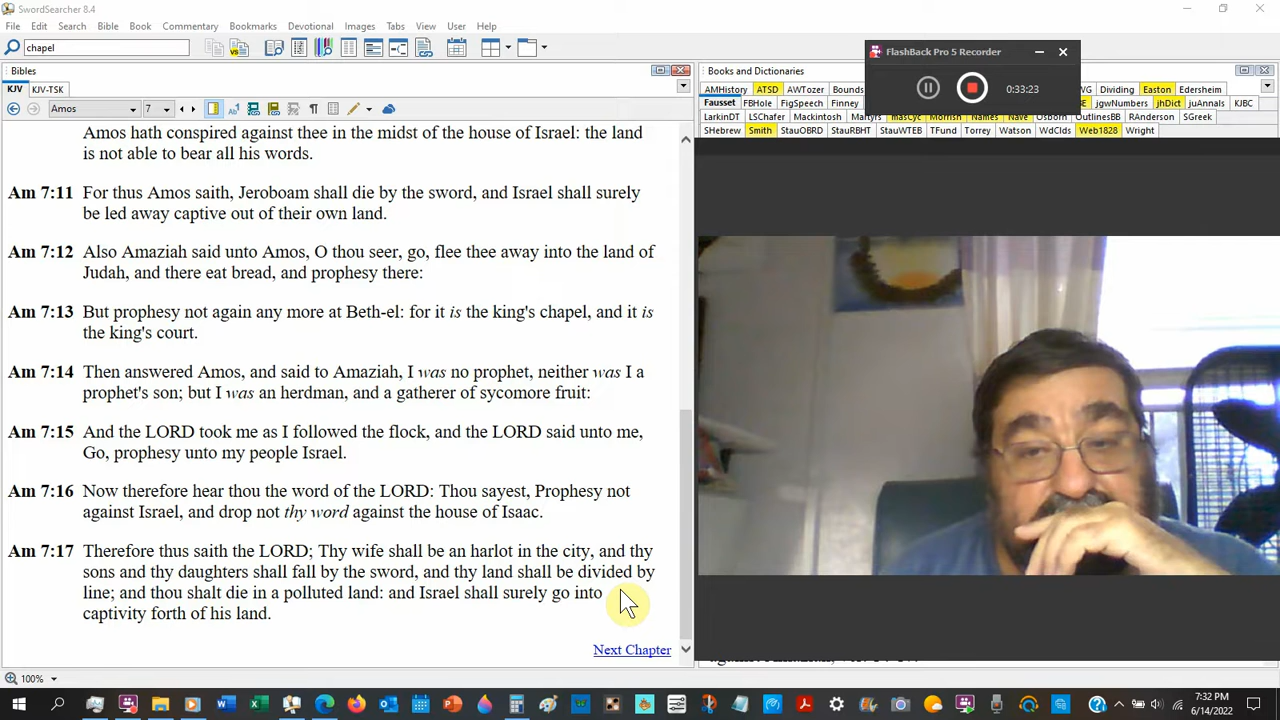 SwordSearcher 8.4
File Edit Search Bible Book Commentary Bookmarks Devotional Images Tabs View User Help
chapel
FlashBack Pro 5 Recorder
0:33:23
Bibles
KJV KJV-TSK
Amos 7
Amos hath conspired against thee in the midst of the house of Israel: the land
is not able to bear all his words.
Am 7:11 For thus Amos saith, Jeroboam shall die by the sword, and Israel shall surely
be led away captive out of their own land.
Am 7:12 Also Amaziah said unto Amos, O thou seer, go, flee thee away into the land of
Judah, and there eat bread, and prophesy there:
Am 7:13 But prophesy not again any more at Beth-el: for it is the king's chapel, and it is
the king's court.
Am 7:14 Then answered Amos, and said to Amaziah, I was no prophet, neither was I a
prophet's son; but I was an herdman, and a gatherer of sycomore fruit:
Am 7:15 And the LORD took me as I followed the flock, and the LORD said unto me,
Go, prophesy unto my people Israel.
Am 7:16 Now therefore hear thou the word of the LORD: Thou sayest, Prophesy not
against Israel, and drop not thy word against the house of Isaac.
Am 7:17 Therefore thus saith the LORD; Thy wife shall be an harlot in the city, and thy
sons and thy daughters shall fall by the sword, and thy land shall be divided by
line; and thou shalt die in a polluted land: and Israel shall surely go into
captivity forth of his land.
Next Chapter
100%
Books and Dictionaries
AMHistory ATSD AWTozer Bounds Easton Edersheim
Fausset FBHole FigSpeech Finney jgwNumbers jhDict juAnnals KJBC
LarkinDT LSChafer Mackintosh Martyrs masCyc Morrish Names Nave Osborn OutlinesBB RAnderson SGreek
SHebrew Smith StauOBRD StauRBHT StauWTEB TFund Torrey Watson WdClds Web1828 Wright
7:32 PM
6/14/2022